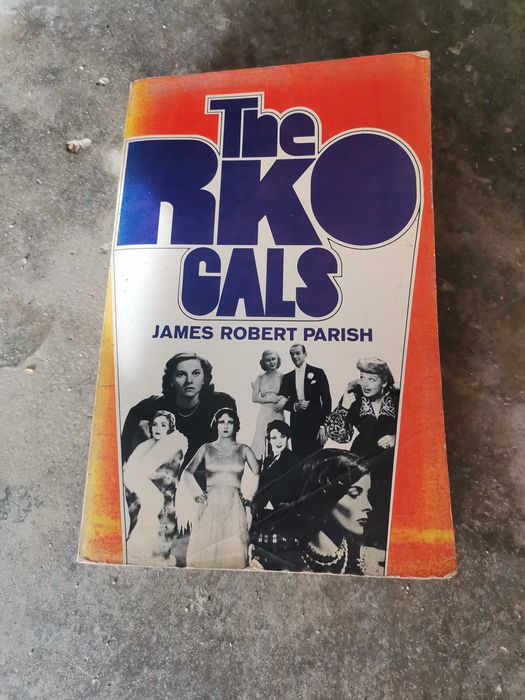 The
RKO
GALS
JAMES ROBERT PARISH